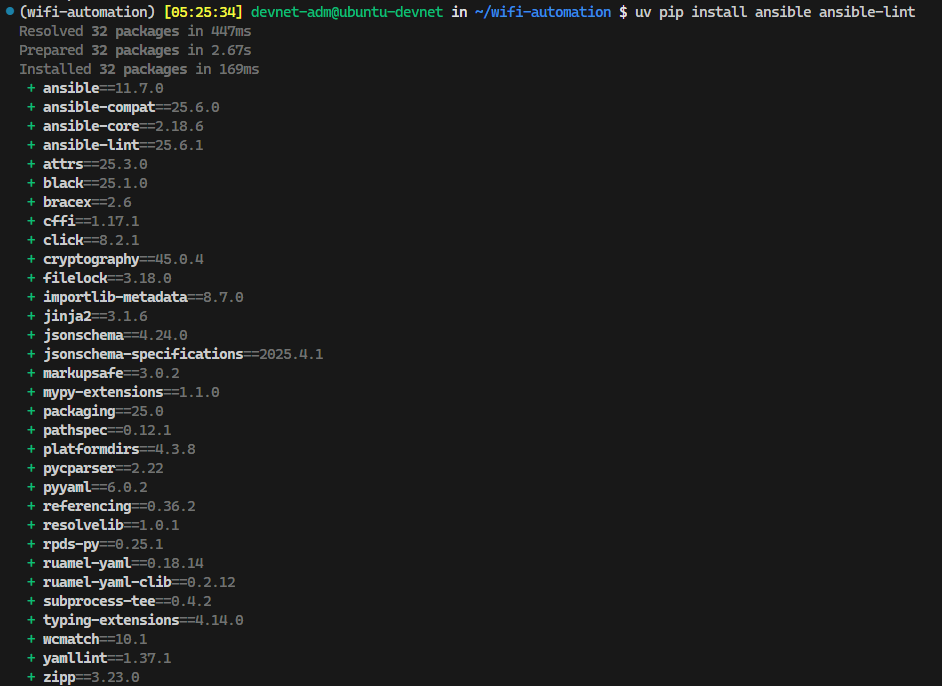 (wifi-automation) [05:25:34] devnet-adm@ubuntu-devnet in ~/wifi-automation $ uv pip install ansible ansible-lint
Resolved 32 packages in 447ms
Prepared 32 packages in 2.67s
Installed 32 packages in 169ms
+ ansible==11.7.0
+ ansible-compat==25.6.0
+ ansible-core==2.18.6
+ ansible-lint==25.6.1
+ attrs==25.3.0
+ black==25.1.0
+ bracex==2.6
+ cffi==1.17.1
+ click==8.2.1
+ cryptography==45.0.4
+ filelock==3.18.0
+ importlib-metadata==8.7.0
+ jinja2==3.1.6
+ jsonschema==4.24.0
+ jsonschema-specifications==2025.4.1
+ markupsafe==3.0.2
+ mypy-extensions==1.1.0
+ packaging==25.0
+ pathspec==0.12.1
+ platformdirs==4.3.8
+ pycparser==2.22
+ pyyaml==6.0.2
+ referencing==0.36.2
+ resolvelib==1.0.1
+ rpds-py==0.25.1
+ ruamel-yaml==0.18.14
+ ruamel-yaml-clib==0.2.12
+ subprocess-tee==0.4.2
+ typing-extensions==4.14.0
+ wcmatch==10.1
+ yamllint==1.37.1
+ zipp==3.23.0